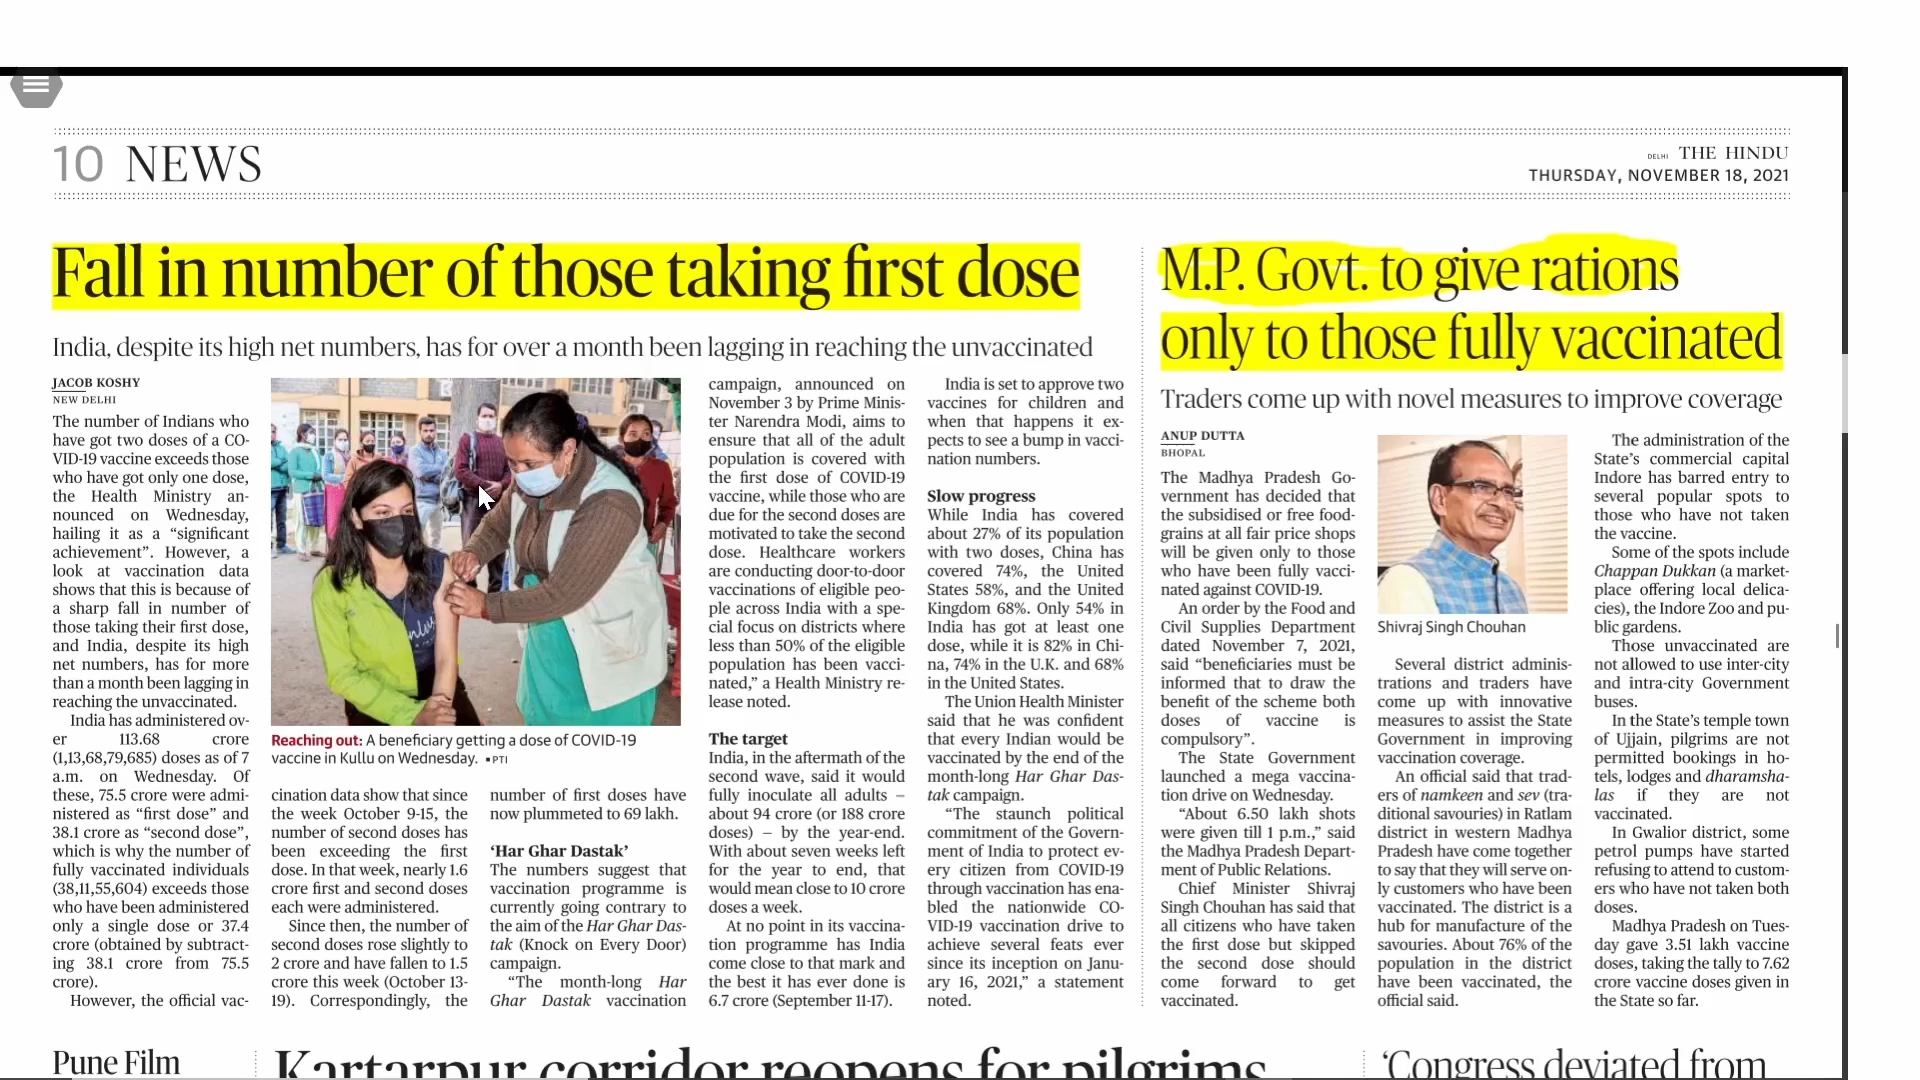 10 NEWS
DELHI THE HINDU
THURSDAY, NOVEMBER 18, 2021
Fall in number of those taking first dose
India, despite its high net numbers, has for over a month been lagging in reaching the unvaccinated
JACOB KOSHY
NEW DELHI
The number of Indians who
have got two doses of a CO-
VID-19 vaccine exceeds those
who have got only one dose,
the Health Ministry an-
nounced on Wednesday,
hailing it as a “significant
achievement”. However, a
look at vaccination data
shows that this is because of
a sharp fall in number of
those taking their first dose,
and India, despite its high
net numbers, has for more
than a month been lagging in
reaching the unvaccinated.
India has administered ov-
er 113.68 crore
(1,13,68,79,685) doses as of 7
a.m. on Wednesday. Of
these, 75.5 crore were admi-
nistered as “first dose” and
38.1 crore as “second dose”,
which is why the number of
fully vaccinated individuals
(38,11,55,604) exceeds those
who have been administered
only a single dose or 37.4
crore (obtained by subtract-
ing 38.1 crore from 75.5
crore).
However, the official vac-
Reaching out: A beneficiary getting a dose of COVID-19
vaccine in Kullu on Wednesday. ▪ PTI
cination data show that since
the week October 9-15, the
number of second doses has
been exceeding the first
dose. In that week, nearly 1.6
crore first and second doses
each were administered.
Since then, the number of
second doses rose slightly to
2 crore and have fallen to 1.5
crore this week (October 13-
19). Correspondingly, the
number of first doses have
now plummeted to 69 lakh.
‘Har Ghar Dastak’
The numbers suggest that
vaccination programme is
currently going contrary to
the aim of the Har Ghar Das-
tak (Knock on Every Door)
campaign.
“The month-long Har
Ghar Dastak vaccination
campaign, announced on
November 3 by Prime Minis-
ter Narendra Modi, aims to
ensure that all of the adult
population is covered with
the first dose of COVID-19
vaccine, while those who are
due for the second doses are
motivated to take the second
dose. Healthcare workers
are conducting door-to-door
vaccinations of eligible peo-
ple across India with a spe-
cial focus on districts where
less than 50% of the eligible
population has been vacci-
nated,” a Health Ministry re-
lease noted.
The target
India, in the aftermath of the
second wave, said it would
fully inoculate all adults –
about 94 crore (or 188 crore
doses) – by the year-end.
With about seven weeks left
for the year to end, that
would mean close to 10 crore
doses a week.
At no point in its vaccina-
tion programme has India
come close to that mark and
the best it has ever done is
6.7 crore (September 11-17).
India is set to approve two
vaccines for children and
when that happens it ex-
pects to see a bump in vacci-
nation numbers.
Slow progress
While India has covered
about 27% of its population
with two doses, China has
covered 74%, the United
States 58%, and the United
Kingdom 68%. Only 54% in
India has got at least one
dose, while it is 82% in Chi-
na, 74% in the U.K. and 68%
in the United States.
The Union Health Minister
said that he was confident
that every Indian would be
vaccinated by the end of the
month-long Har Ghar Das-
tak campaign.
“The staunch political
commitment of the Govern-
ment of India to protect ev-
ery citizen from COVID-19
through vaccination has ena-
bled the nationwide CO-
VID-19 vaccination drive to
achieve several feats ever
since its inception on Janu-
ary 16, 2021,” a statement
noted.
M.P. Govt. to give rations
only to those fully vaccinated
Traders come up with novel measures to improve coverage
ANUP DUTTA
BHOPAL
The Madhya Pradesh Go-
vernment has decided that
the subsidised or free food-
grains at all fair price shops
will be given only to those
who have been fully vacci-
nated against COVID-19.
An order by the Food and
Civil Supplies Department
dated November 7, 2021,
said “beneficiaries must be
informed that to draw the
benefit of the scheme both
doses of vaccine is
compulsory”.
The State Government
launched a mega vaccina-
tion drive on Wednesday.
“About 6.50 lakh shots
were given till 1 p.m.,” said
the Madhya Pradesh Depart-
ment of Public Relations.
Chief Minister Shivraj
Singh Chouhan has said that
all citizens who have taken
the first dose but skipped
the second dose should
come forward to get
vaccinated.
Shivraj Singh Chouhan
Several district adminis-
trations and traders have
come up with innovative
measures to assist the State
Government in improving
vaccination coverage.
An official said that trad-
ers of namkeen and sev (tra-
ditional savouries) in Ratlam
district in western Madhya
Pradesh have come together
to say that they will serve on-
ly customers who have been
vaccinated. The district is a
hub for manufacture of the
savouries. About 76% of the
population in the district
have been vaccinated, the
official said.
The administration of the
State’s commercial capital
Indore has barred entry to
several popular spots to
those who have not taken
the vaccine.
Some of the spots include
Chappan Dukkan (a market-
place offering local delica-
cies), the Indore Zoo and pu-
blic gardens.
Those unvaccinated are
not allowed to use inter-city
and intra-city Government
buses.
In the State’s temple town
of Ujjain, pilgrims are not
permitted bookings in ho-
tels, lodges and dharamsha-
las if they are not
vaccinated.
In Gwalior district, some
petrol pumps have started
refusing to attend to custom-
ers who have not taken both
doses.
Madhya Pradesh on Tues-
day gave 3.51 lakh vaccine
doses, taking the tally to 7.62
crore vaccine doses given in
the State so far.
Pune Film
Kartarpur corridor reopens for pilgrims
‘Congress deviated from